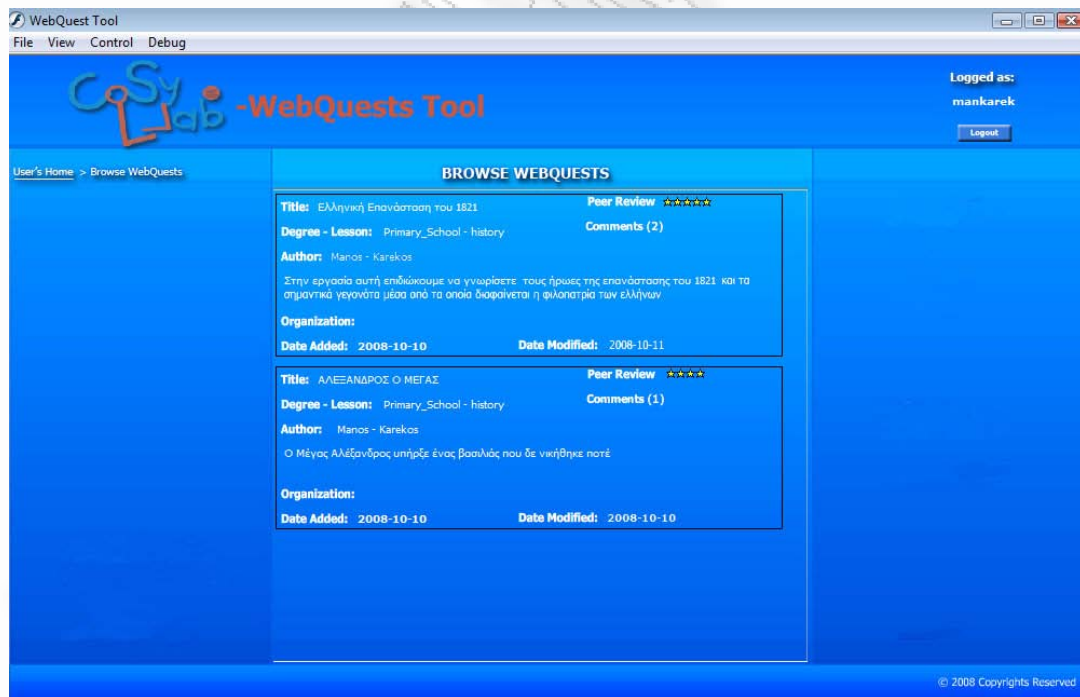 WebQuest Tool
File View Control Debug
CoSy Lab -WebQuests Tool
Logged as:
mankarek
Logout
User's Home > Browse WebQuests
BROWSE WEBQUESTS
Title: Ελληνική Επανάσταση του 1821
Peer Review
Degree - Lesson: Primary_School - history
Comments (2)
Author: Manos - Karekos
Στην εργασία αυτή επιδιώκουμε να γνωρίσετε τους ήρωες της επανάστασης του 1821 και τα
σημαντικά γεγονότα μέσα από τα οποία διαφαίνεται η φιλοπατρία των ελλήνων
Organization:
Date Added: 2008-10-10 Date Modified: 2008-10-11
Title: ΑΛΕΞΑΝΔΡΟΣ Ο ΜΕΓΑΣ
Peer Review
Degree - Lesson: Primary_School - history
Comments (1)
Author: Manos - Karekos
Ο Μέγας Αλέξανδρος υπήρξε ένας βασιλιάς που δε νικήθηκε ποτέ
Organization:
Date Added: 2008-10-10 Date Modified: 2008-10-10
© 2008 Copyrights Reserved